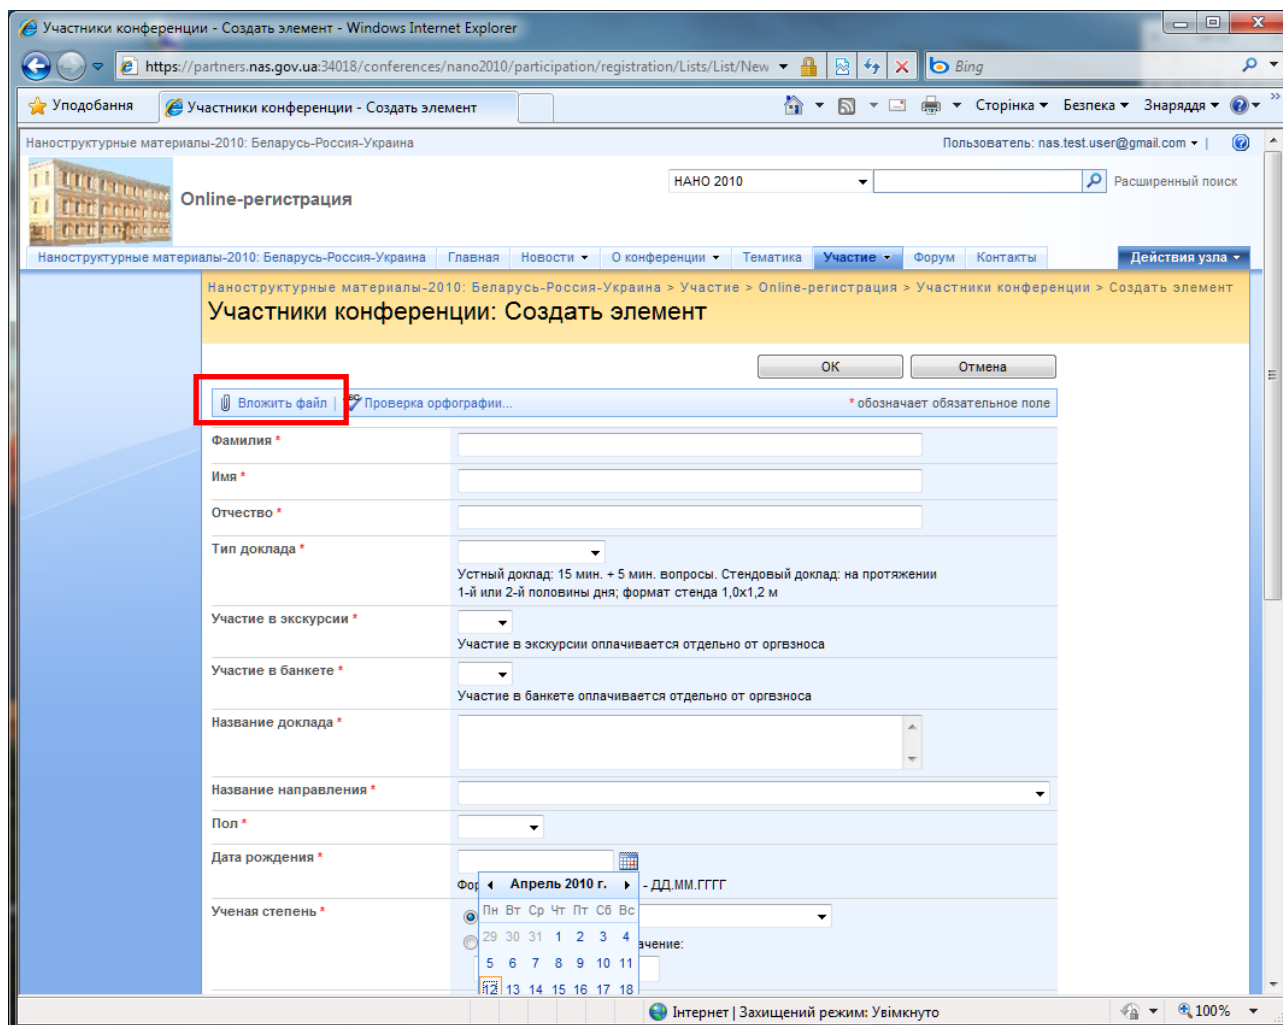 Участники конференции - Создать элемент - Windows Internet Explorer
https://partners.nas.gov.ua:34018/conferences/nano2010/participation/registration/Lists/List/New
Bing
Уподобання
Участники конференции - Создать элемент
Сторінка
Безпека
Знаряддя
Наноструктурные материалы-2010: Беларусь-Россия-Украина
Пользователь: nas.test.user@gmail.com
Online-регистрация
НАНО 2010
Расширенный поиск
Наноструктурные материалы-2010: Беларусь-Россия-Украина Главная Новости О конференции Тематика Участие Форум Контакты Действия узла
Наноструктурные материалы-2010: Беларусь-Россия-Украина > Участие > Online-регистрация > Участники конференции > Создать элемент
Участники конференции: Создать элемент
ОК Отмена
Вложить файл | ABC Проверка орфографии... * обозначает обязательное поле
Фамилия *
Имя *
Отчество *
Тип доклада *
Устный доклад: 15 мин. + 5 мин. вопросы. Стендовый доклад: на протяжении
1-й или 2-й половины дня; формат стенда 1,0х1,2 м
Участие в экскурсии *
Участие в экскурсии оплачивается отдельно от оргвзноса
Участие в банкете *
Участие в банкете оплачивается отдельно от оргвзноса
Название доклада *
Название направления *
Пол *
Дата рождения *
Фор - ДД.ММ.ГГГГ
Апрель 2010 г.
Ученая степень *
Пн Вт Ср Чт Пт Сб Вс
29 30 31 1 2 3 4
ачение:
5 6 7 8 9 10 11
12 13 14 15 16 17 18
Інтернет | Захищений режим: Увімкнуто
100%